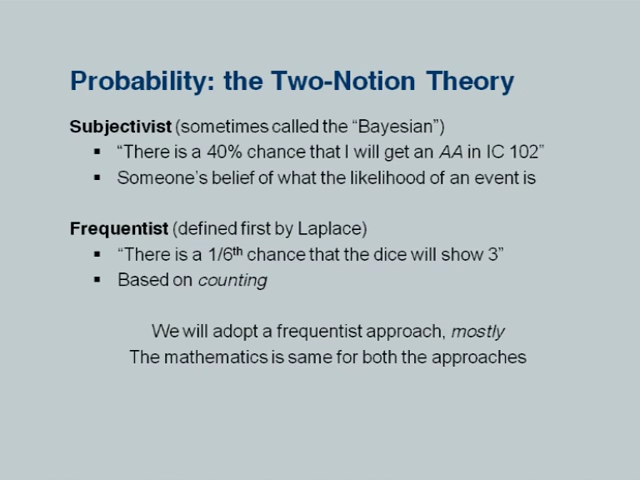 Probability: the Two-Notion Theory
Subjectivist (sometimes called the “Bayesian”)
▪ “There is a 40% chance that I will get an AA in IC 102”
▪ Someone’s belief of what the likelihood of an event is
Frequentist (defined first by Laplace)
▪ “There is a 1/6th chance that the dice will show 3”
▪ Based on counting
We will adopt a frequentist approach, mostly
The mathematics is same for both the approaches